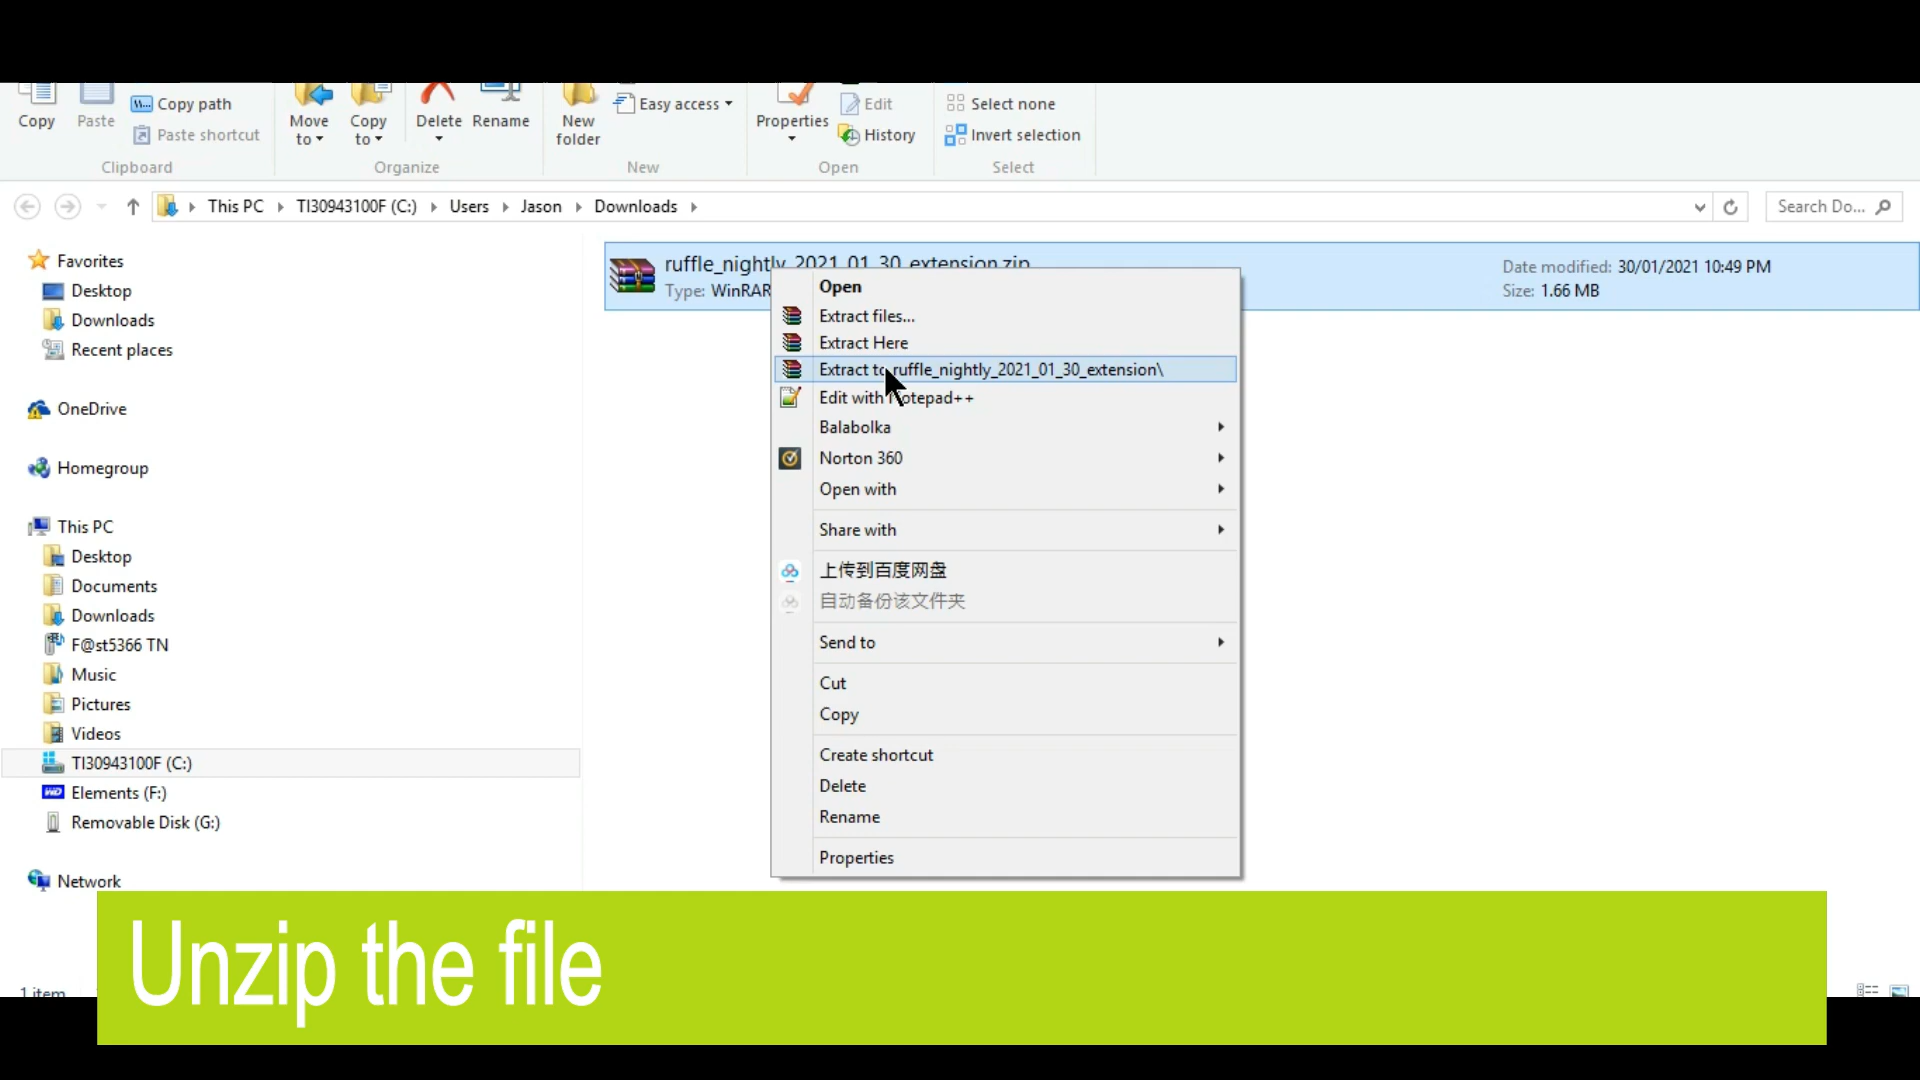 Copy
Paste
Copy path
Paste shortcut
Clipboard
Move to
Copy to
Delete
Rename
Organize
New folder
Easy access
New
Properties
Edit
History
Open
Select none
Invert selection
Select
This PC
TI30943100F (C:)
Users
Jason
Downloads
Search Do...
Favorites
Desktop
Downloads
Recent places
OneDrive
Homegroup
This PC
Desktop
Documents
Downloads
F@st5366 TN
Music
Pictures
Videos
TI30943100F (C:)
Elements (F:)
Removable Disk (G:)
Network
1 item
ruffle_nightly_2021_01_30_extension.zip
Type: WinRAR
Date modified: 30/01/2021 10:49 PM
Size: 1.66 MB
Open
Extract files...
Extract Here
Extract to ruffle_nightly_2021_01_30_extension\
Edit with Notepad++
Balabolka
Norton 360
Open with
Share with
上传到百度网盘
自动备份该文件夹
Send to
Cut
Copy
Create shortcut
Delete
Rename
Properties
Unzip the file